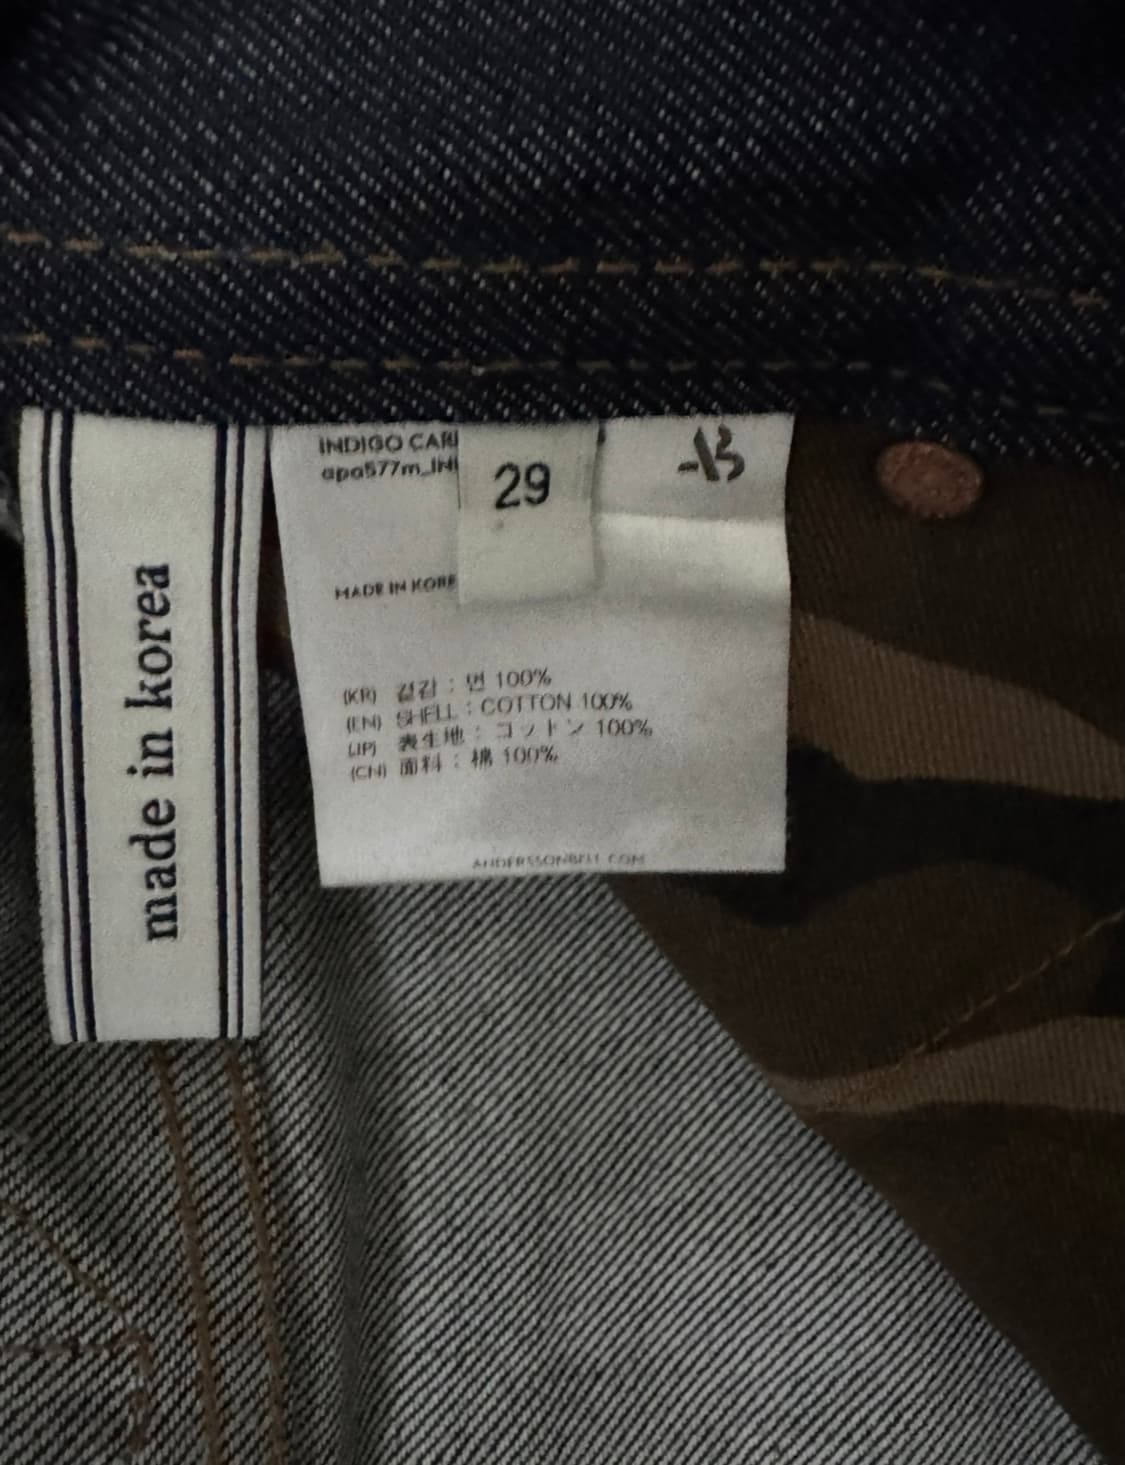 made in korea
INDIGO CAR
apa577m_IN
29
MADE IN KORE
(KR) 겉감 : 면 100%
(EN) SHELL : COTTON 100%
(JP) 表生地 : コットン 100%
(CN) 面料 : 棉 100%
ANDERSSONBELL.COM